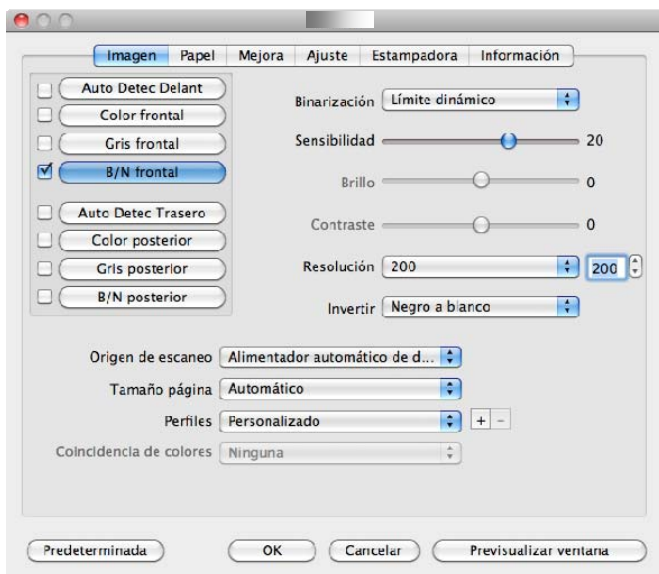 Imagen Papel Mejora Ajuste Estampadora Información
Auto Detec Delant
Color frontal
Gris frontal
B/N frontal
Auto Detec Trasero
Color posterior
Gris posterior
B/N posterior
Binarización Límite dinámico
Sensibilidad 20
Brillo 0
Contraste 0
Resolución 200 200
Invertir Negro a blanco
Origen de escaneo Alimentador automático de d...
Tamaño página Automático
Perfiles Personalizado + -
Coincidencia de colores Ninguna
Predeterminada OK Cancelar Previsualizar ventana